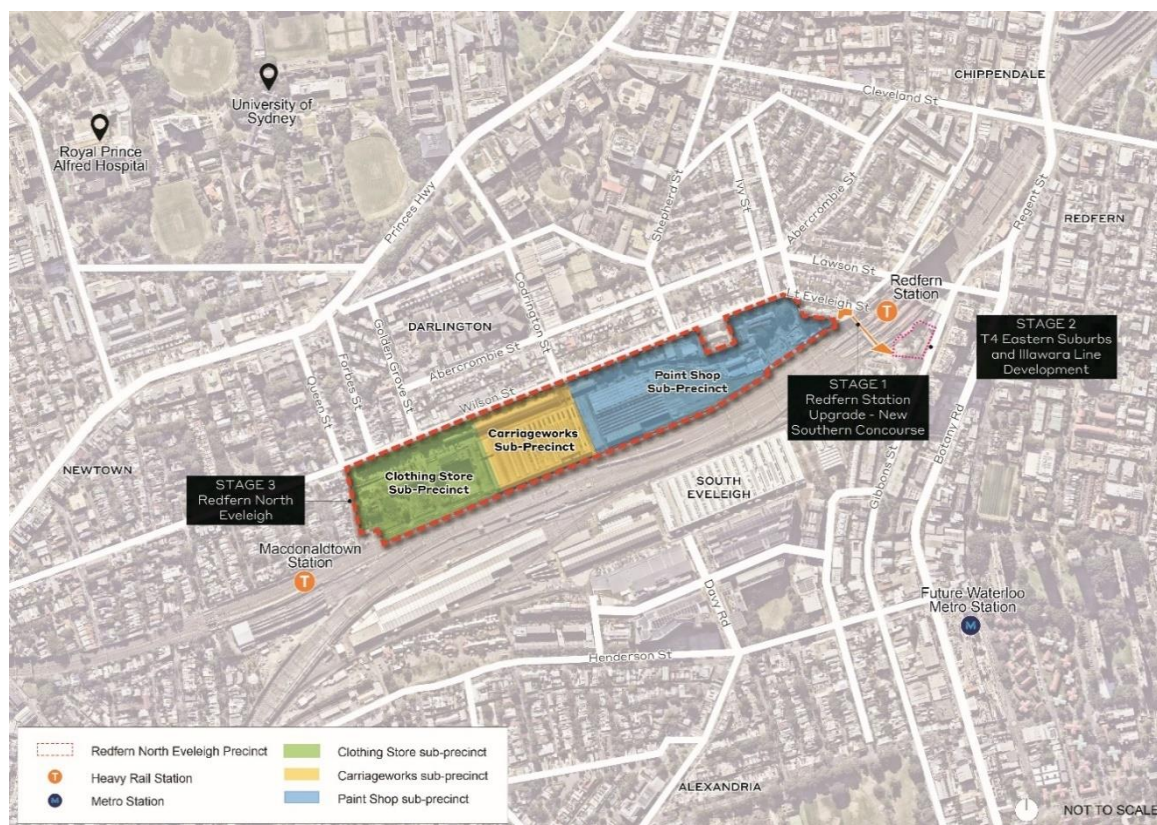 CHIPPENDALE
Cleveland St
University of
Sydney
Royal Prince
Alfred Hospital
Princes Hwy
Shepherd St
Ivy St
Abercrombie St
Regent St
REDFERN
Lawson St
Redfern
Station
T
Lt Eveleigh St
STAGE 2
T4 Eastern Suburbs
and Illawara Line
Development
Codrington St
DARLINGTON
Golden Grove St
Abercrombie St
Forbes St
Queen St
Wilson St
Paint Shop
Sub-Precinct
STAGE 1
Redfern Station
Upgrade - New
Southern Concourse
Carriageworks
Sub-Precinct
Botany Rd
Gibbons St
NEWTOWN
Clothing Store
Sub-Precinct
SOUTH
EVELEIGH
STAGE 3
Redfern North
Eveleigh
Macdonaldtown
Station
T
Davy Rd
Future Waterloo
Metro Station
M
Henderson St
ALEXANDRIA
Redfern North Eveleigh Precinct
T Heavy Rail Station
M Metro Station
Clothing Store sub-precinct
Carriageworks sub-precinct
Paint Shop sub-precinct
NOT TO SCALE